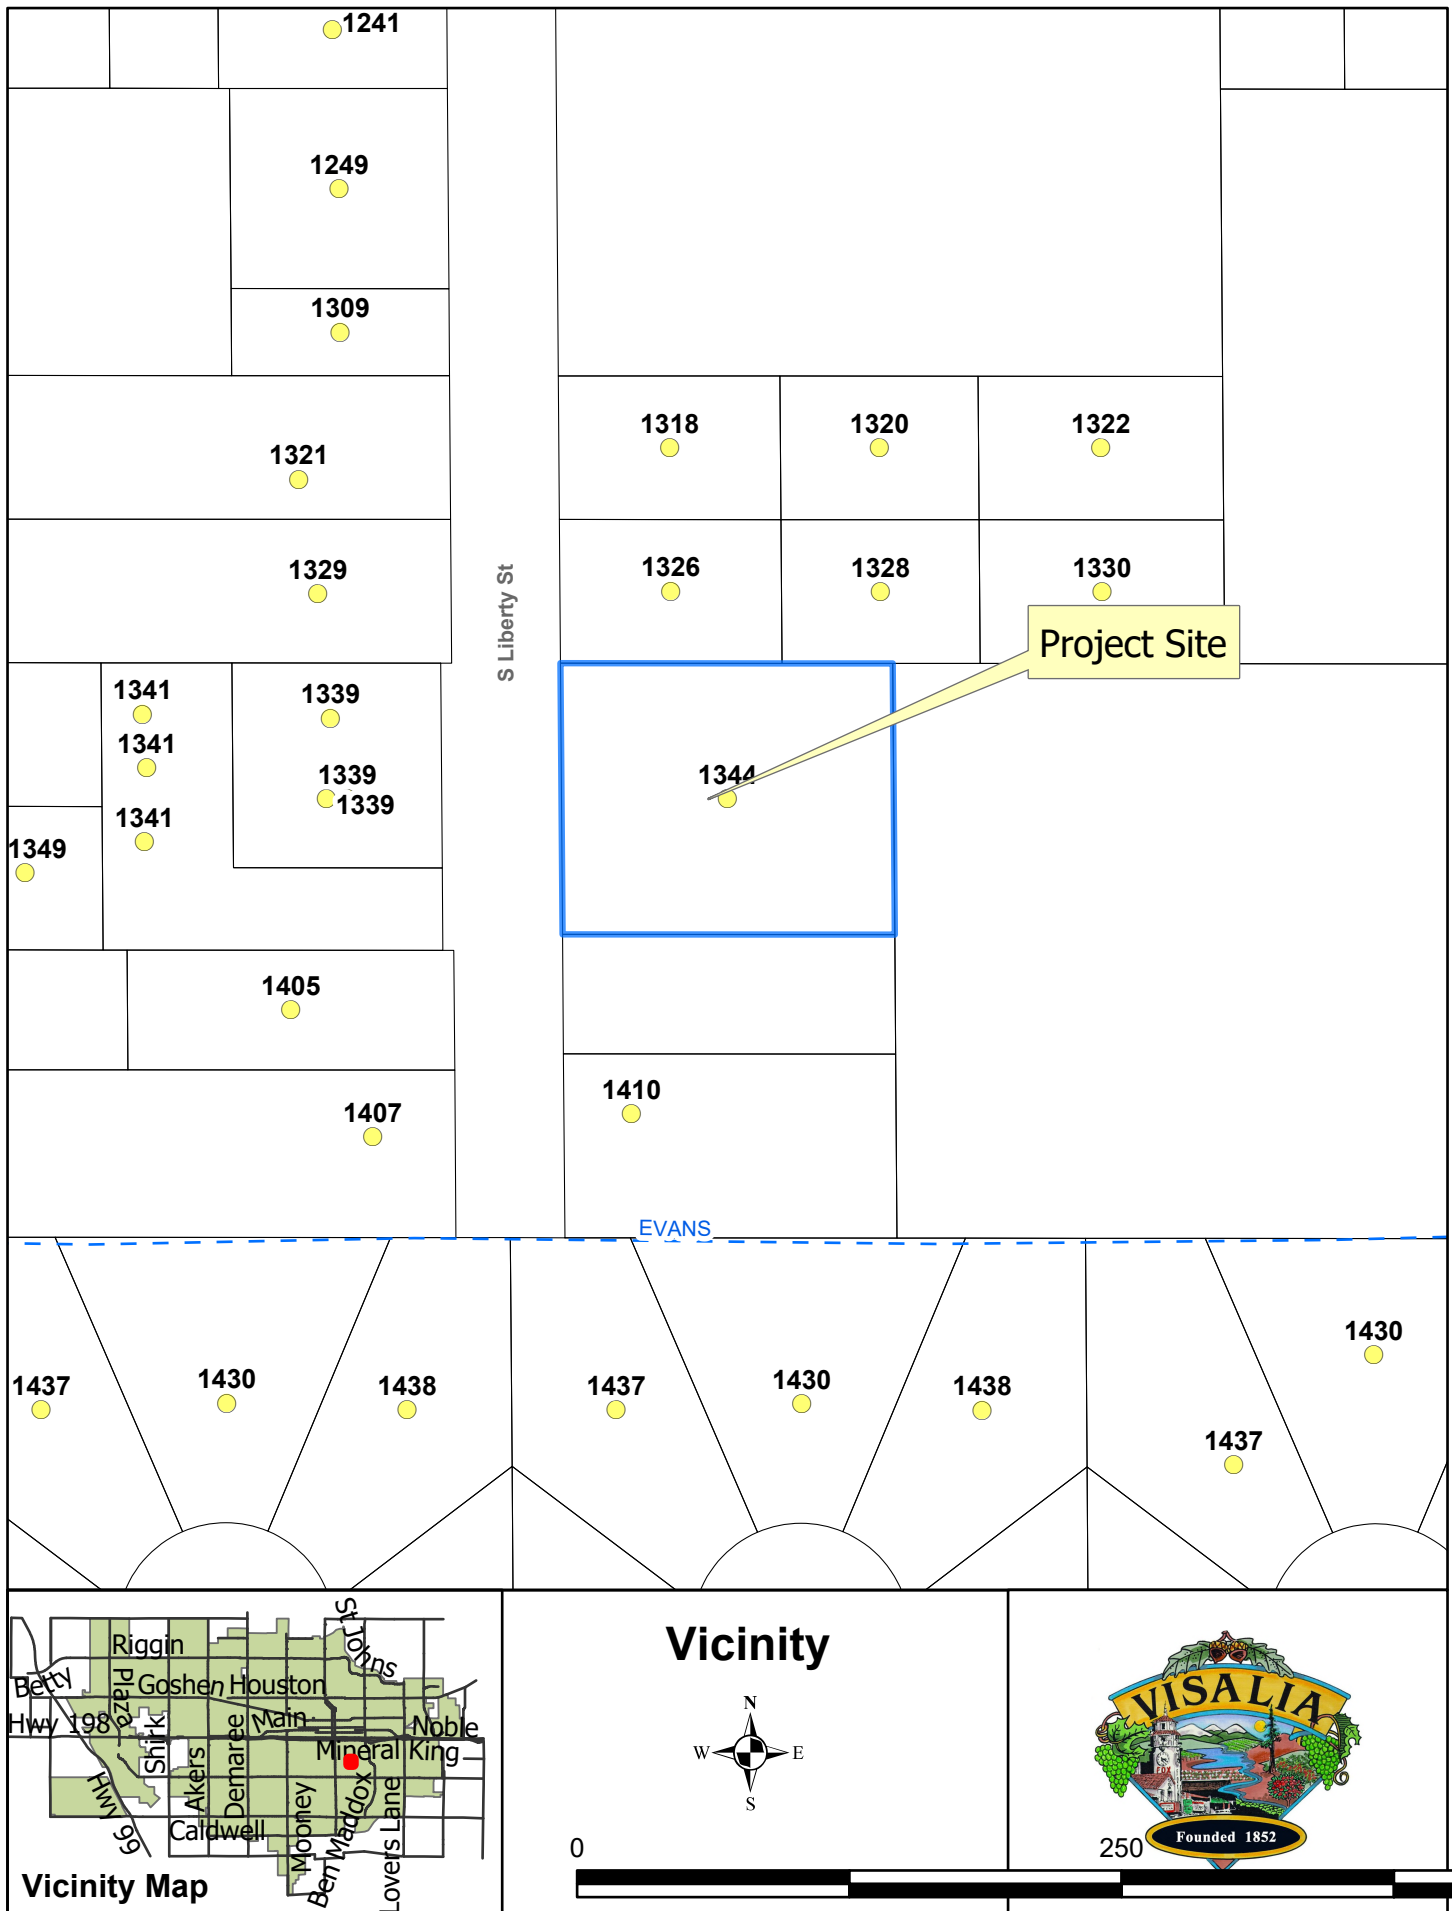 1241
1249
1309
1318
1320
1322
1321
1326
1328
1330
1329
S Liberty St
Project Site
1341
1339
1341
1339
1339
1344
1341
1349
1405
1410
1407
EVANS
1430
1437
1430
1438
1437
1430
1438
1437
St Johns
Riggin
Betty
Plaza
Goshen
Houston
Hwy 198
Main
Noble
Shirk
Mineral King
Akers
Demaree
Hwy 99
Mooney
Ben Maddox
Lovers Lane
Caldwell
Vicinity Map
Vicinity
N
W
E
S
0
250
VISALIA
FOX
Founded 1852